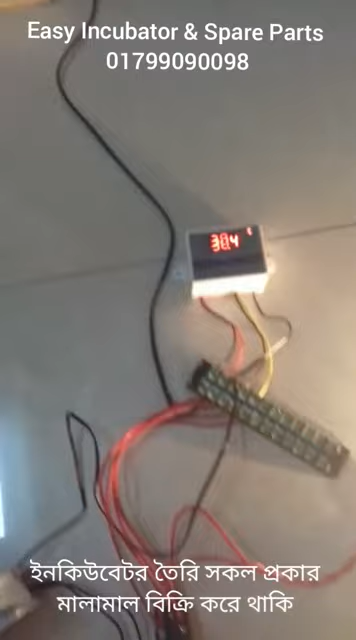 Easy Incubator & Spare Parts
01799090098
ইনকিউবেটর তৈরি সকল প্রকার
মালামাল বিক্রি করে থাকি